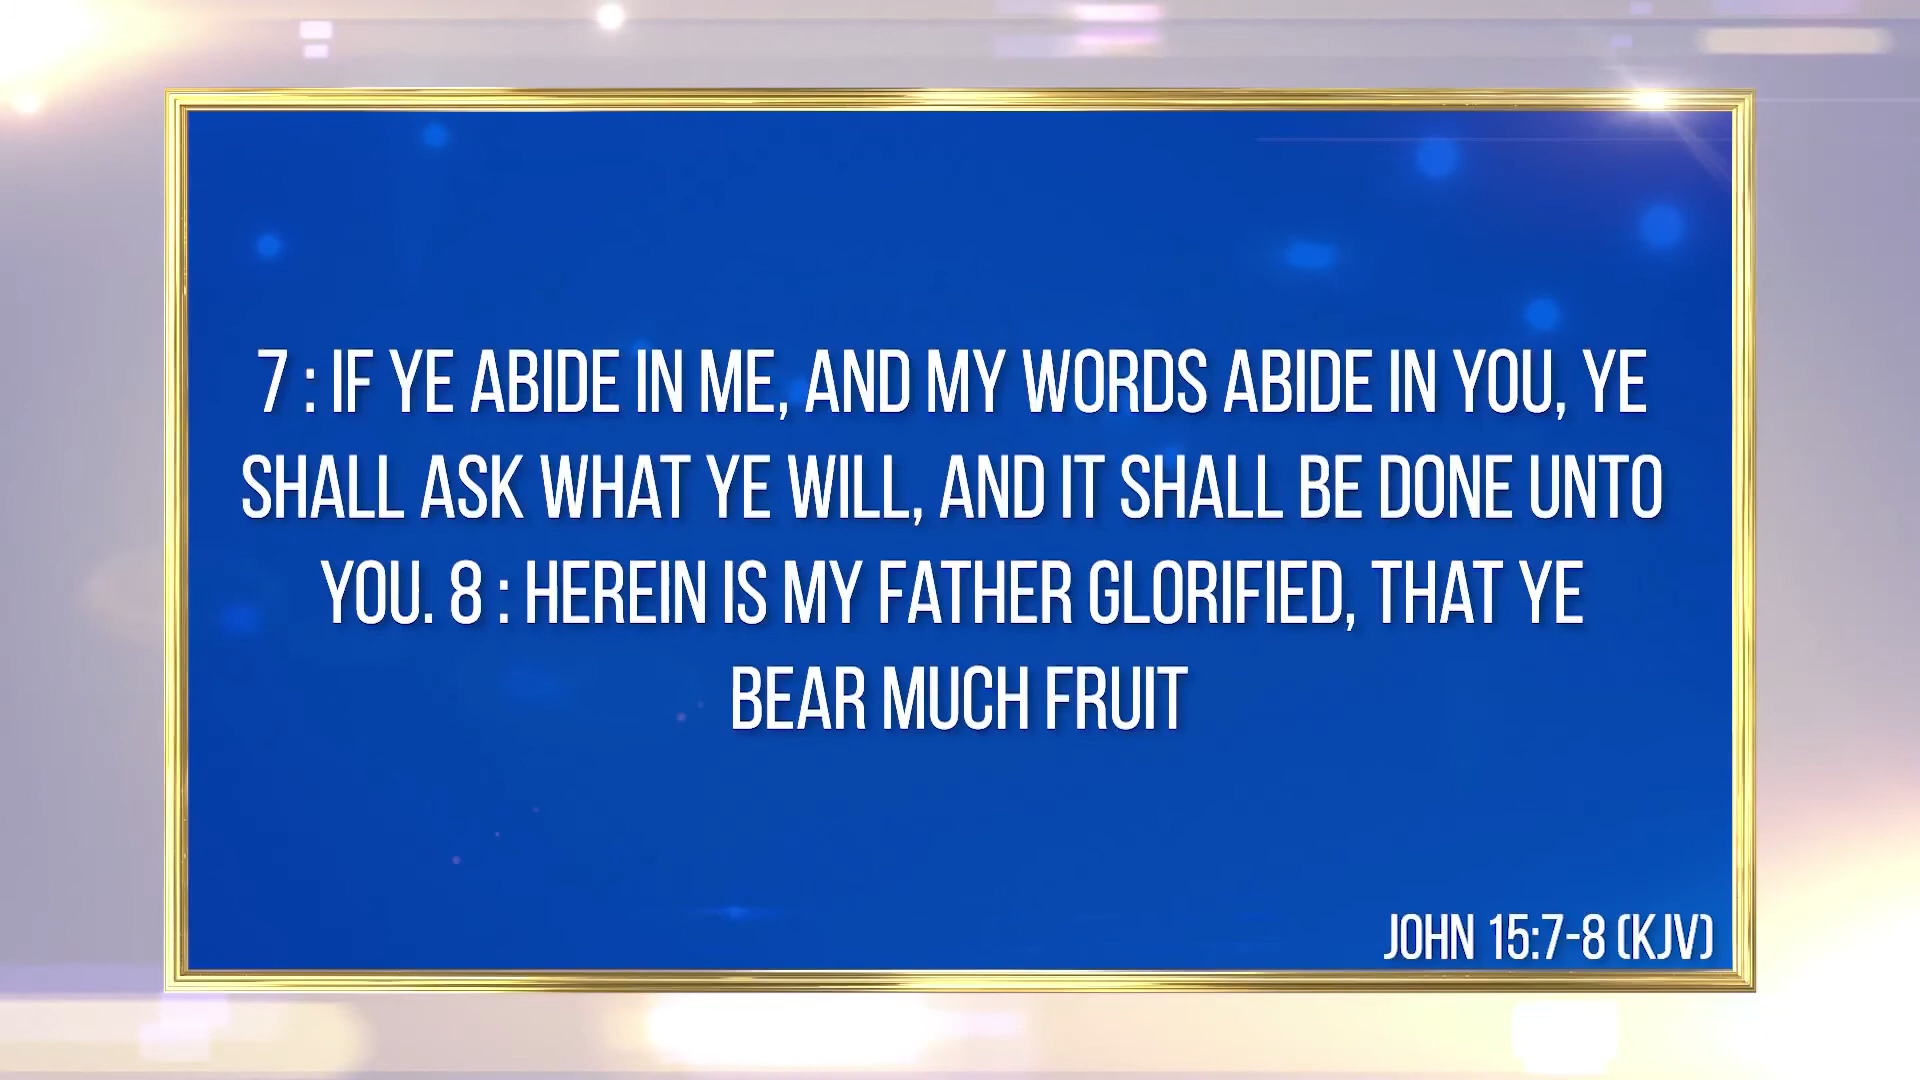 7 : IF YE ABIDE IN ME, AND MY WORDS ABIDE IN YOU, YE
SHALL ASK WHAT YE WILL, AND IT SHALL BE DONE UNTO
YOU. 8 : HEREIN IS MY FATHER GLORIFIED, THAT YE
BEAR MUCH FRUIT
JOHN 15:7-8 (KJV)